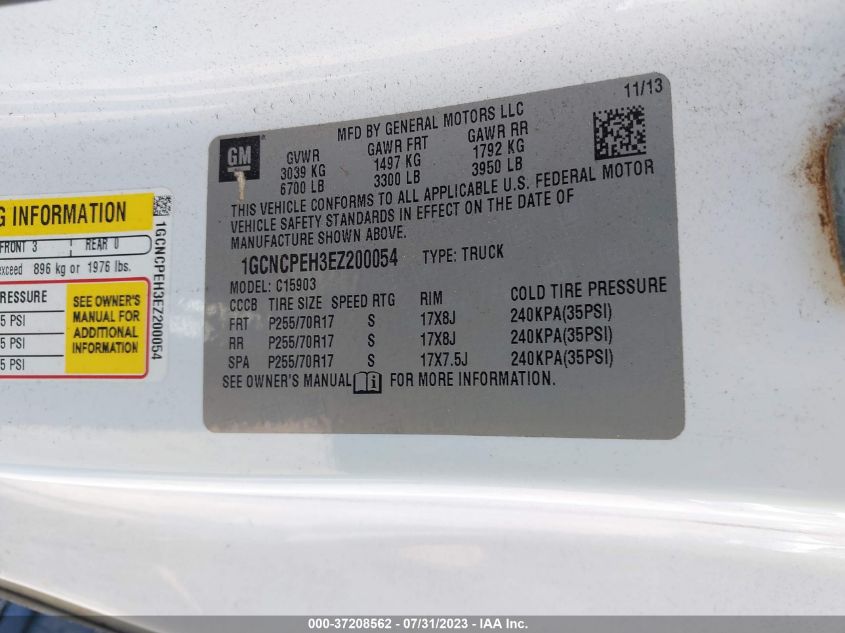 G INFORMATION
FRONT 3 REAR 0
exceed 896 kg or 1976 lbs.
PRESSURE
5 PSI
5 PSI
5 PSI
SEE OWNER'S
MANUAL FOR
ADDITIONAL
INFORMATION
1GCNCPEH3EZ200054
11/13
GM
MFD BY GENERAL MOTORS LLC
GVWR GAWR FRT GAWR RR
3039 KG 1497 KG 1792 KG
6700 LB 3300 LB 3950 LB
THIS VEHICLE CONFORMS TO ALL APPLICABLE U.S. FEDERAL MOTOR
VEHICLE SAFETY STANDARDS IN EFFECT ON THE DATE OF
MANUFACTURE SHOWN ABOVE.
1GCNCPEH3EZ200054 TYPE: TRUCK
MODEL: C15903
CCCB TIRE SIZE SPEED RTG RIM COLD TIRE PRESSURE
FRT P255/70R17 S 17X8J 240KPA(35PSI)
RR P255/70R17 S 17X8J 240KPA(35PSI)
SPA P255/70R17 S 17X7.5J 240KPA(35PSI)
SEE OWNER'S MANUAL FOR MORE INFORMATION.
000-37208562 - 07/31/2023 - IAA Inc.